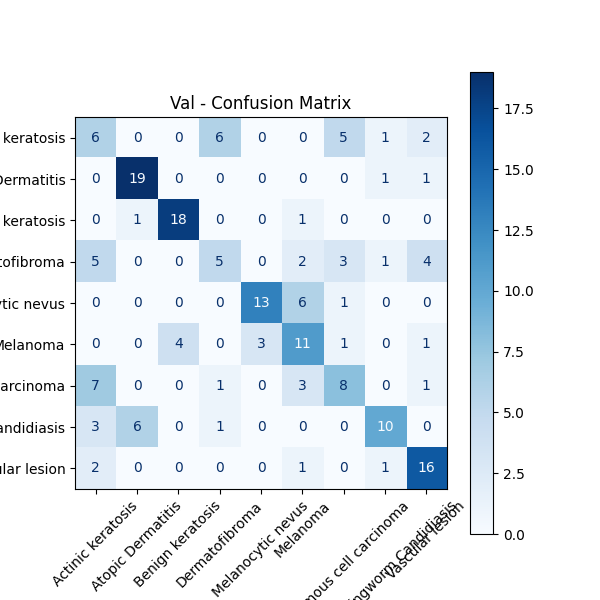 Val - Confusion Matrix
keratosis 6 0 0 6 0 0 5 1 2
Dermatitis 0 19 0 0 0 0 0 1 1
keratosis 0 1 18 0 0 1 0 0 0
tofibroma 5 0 0 5 0 2 3 1 4
ytic nevus 0 0 0 0 13 6 1 0 0
Melanoma 0 0 4 0 3 11 1 0 1
arcinoma 7 0 0 1 0 3 8 0 1
andidiasis 3 6 0 1 0 0 0 10 0
ular lesion 2 0 0 0 0 1 0 1 16
Actinic keratosis
Atopic Dermatitis
Benign keratosis
Dermatofibroma
Melanocytic nevus
Melanoma
mous cell carcinoma
ngworm Candidiasis
Vascular lesion
17.5
15.0
12.5
10.0
7.5
5.0
2.5
0.0